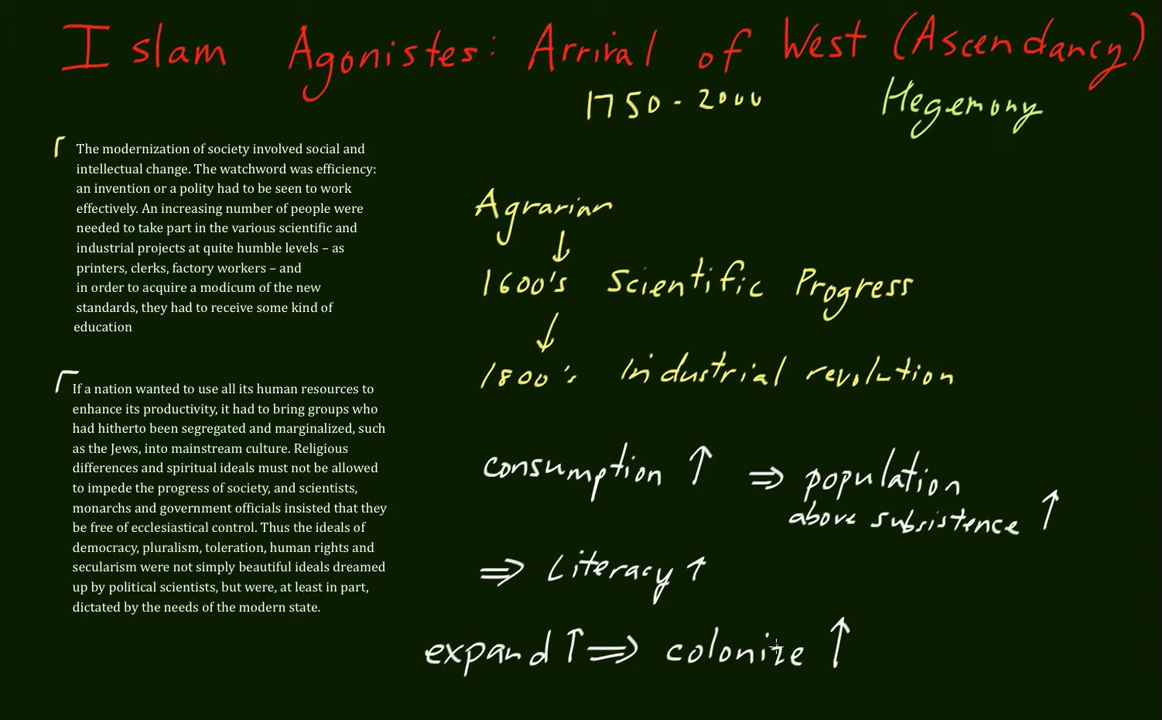 Islam Agonistes: Arrival of West (Ascendancy)
1750-2000 Hegemony
The modernization of society involved social and
intellectual change. The watchword was efficiency:
an invention or a polity had to be seen to work
effectively. An increasing number of people were
needed to take part in the various scientific and
industrial projects at quite humble levels – as
printers, clerks, factory workers – and
in order to acquire a modicum of the new
standards, they had to receive some kind of
education
If a nation wanted to use all its human resources to
enhance its productivity, it had to bring groups who
had hitherto been segregated and marginalized, such
as the Jews, into mainstream culture. Religious
differences and spiritual ideals must not be allowed
to impede the progress of society, and scientists,
monarchs and government officials insisted that they
be free of ecclesiastical control. Thus the ideals of
democracy, pluralism, toleration, human rights and
secularism were not simply beautiful ideals dreamed
up by political scientists, but were, at least in part,
dictated by the needs of the modern state.
Agrarian
↓
1600's Scientific Progress
↓
1800's Industrial revolution
consumption ↑ ⇒ population
above subsistence ↑
⇒ Literacy ↑
expand ↑ ⇒ colonize ↑